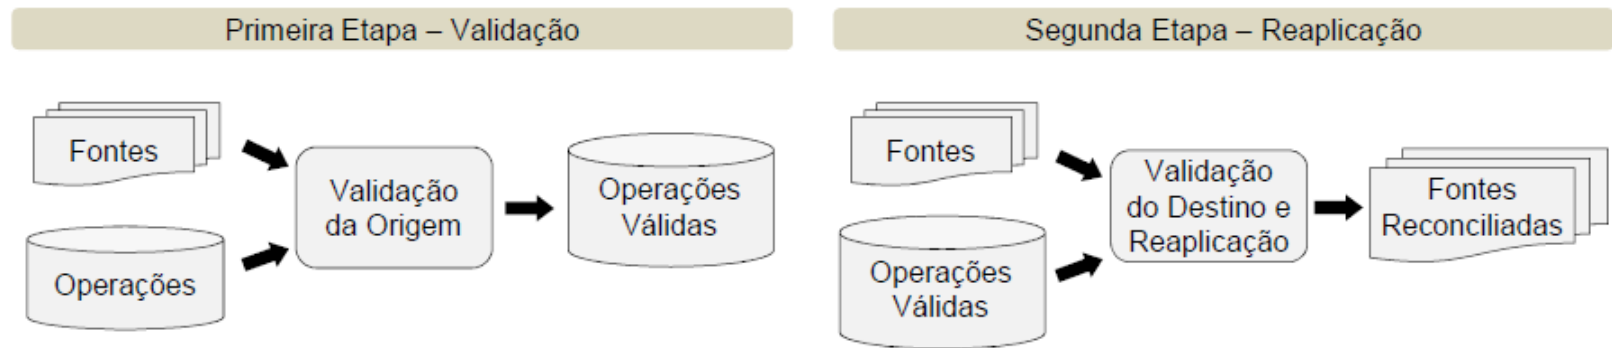 Primeira Etapa – Validação
Fontes
Operações
Validação
da Origem
Operações
Válidas
Segunda Etapa – Reaplicação
Fontes
Operações
Válidas
Validação
do Destino e
Reaplicação
Fontes
Reconciliadas